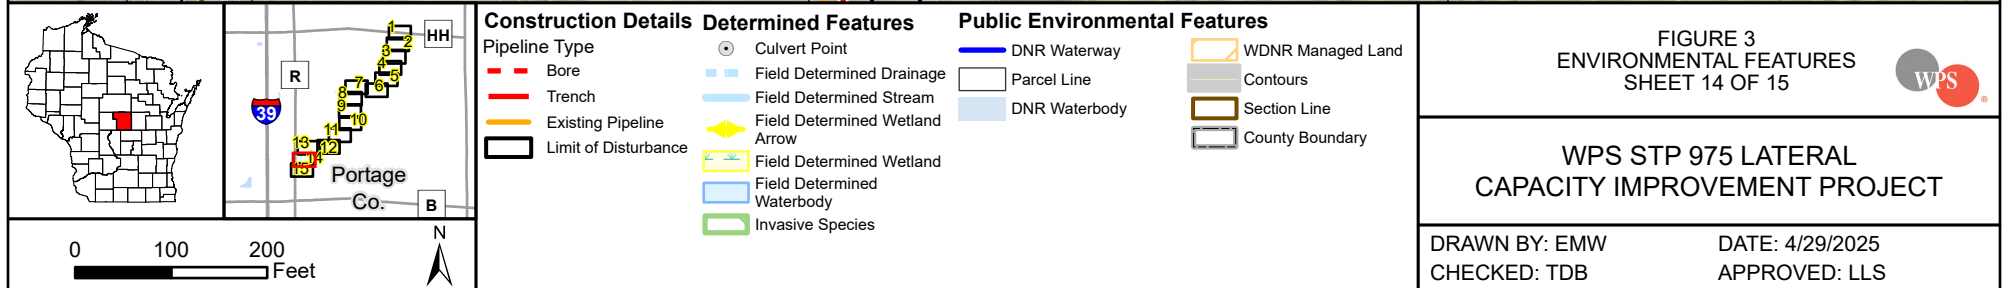 1
2
3
4
5
6
7
8
9
10
11
12
13
14
15
HH
R
39
Portage
Co.
B
0 100 200
Feet
N
Construction Details
Pipeline Type
Bore
Trench
Existing Pipeline
Limit of Disturbance
Determined Features
Culvert Point
Field Determined Drainage
Field Determined Stream
Field Determined Wetland
Arrow
Field Determined Wetland
Field Determined
Waterbody
Invasive Species
Public Environmental Features
DNR Waterway
Parcel Line
DNR Waterbody
WDNR Managed Land
Contours
Section Line
County Boundary
FIGURE 3
ENVIRONMENTAL FEATURES
SHEET 14 OF 15
WPS
®
WPS STP 975 LATERAL
CAPACITY IMPROVEMENT PROJECT
DRAWN BY: EMW DATE: 4/29/2025
CHECKED: TDB APPROVED: LLS